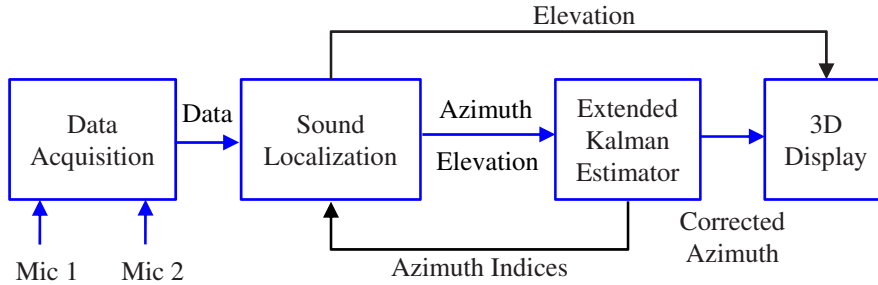 Elevation
Data
Acquisition
Data
Sound
Localization
Azimuth
Elevation
Extended
Kalman
Estimator
3D
Display
Corrected
Azimuth
Mic 1
Mic 2
Azimuth Indices